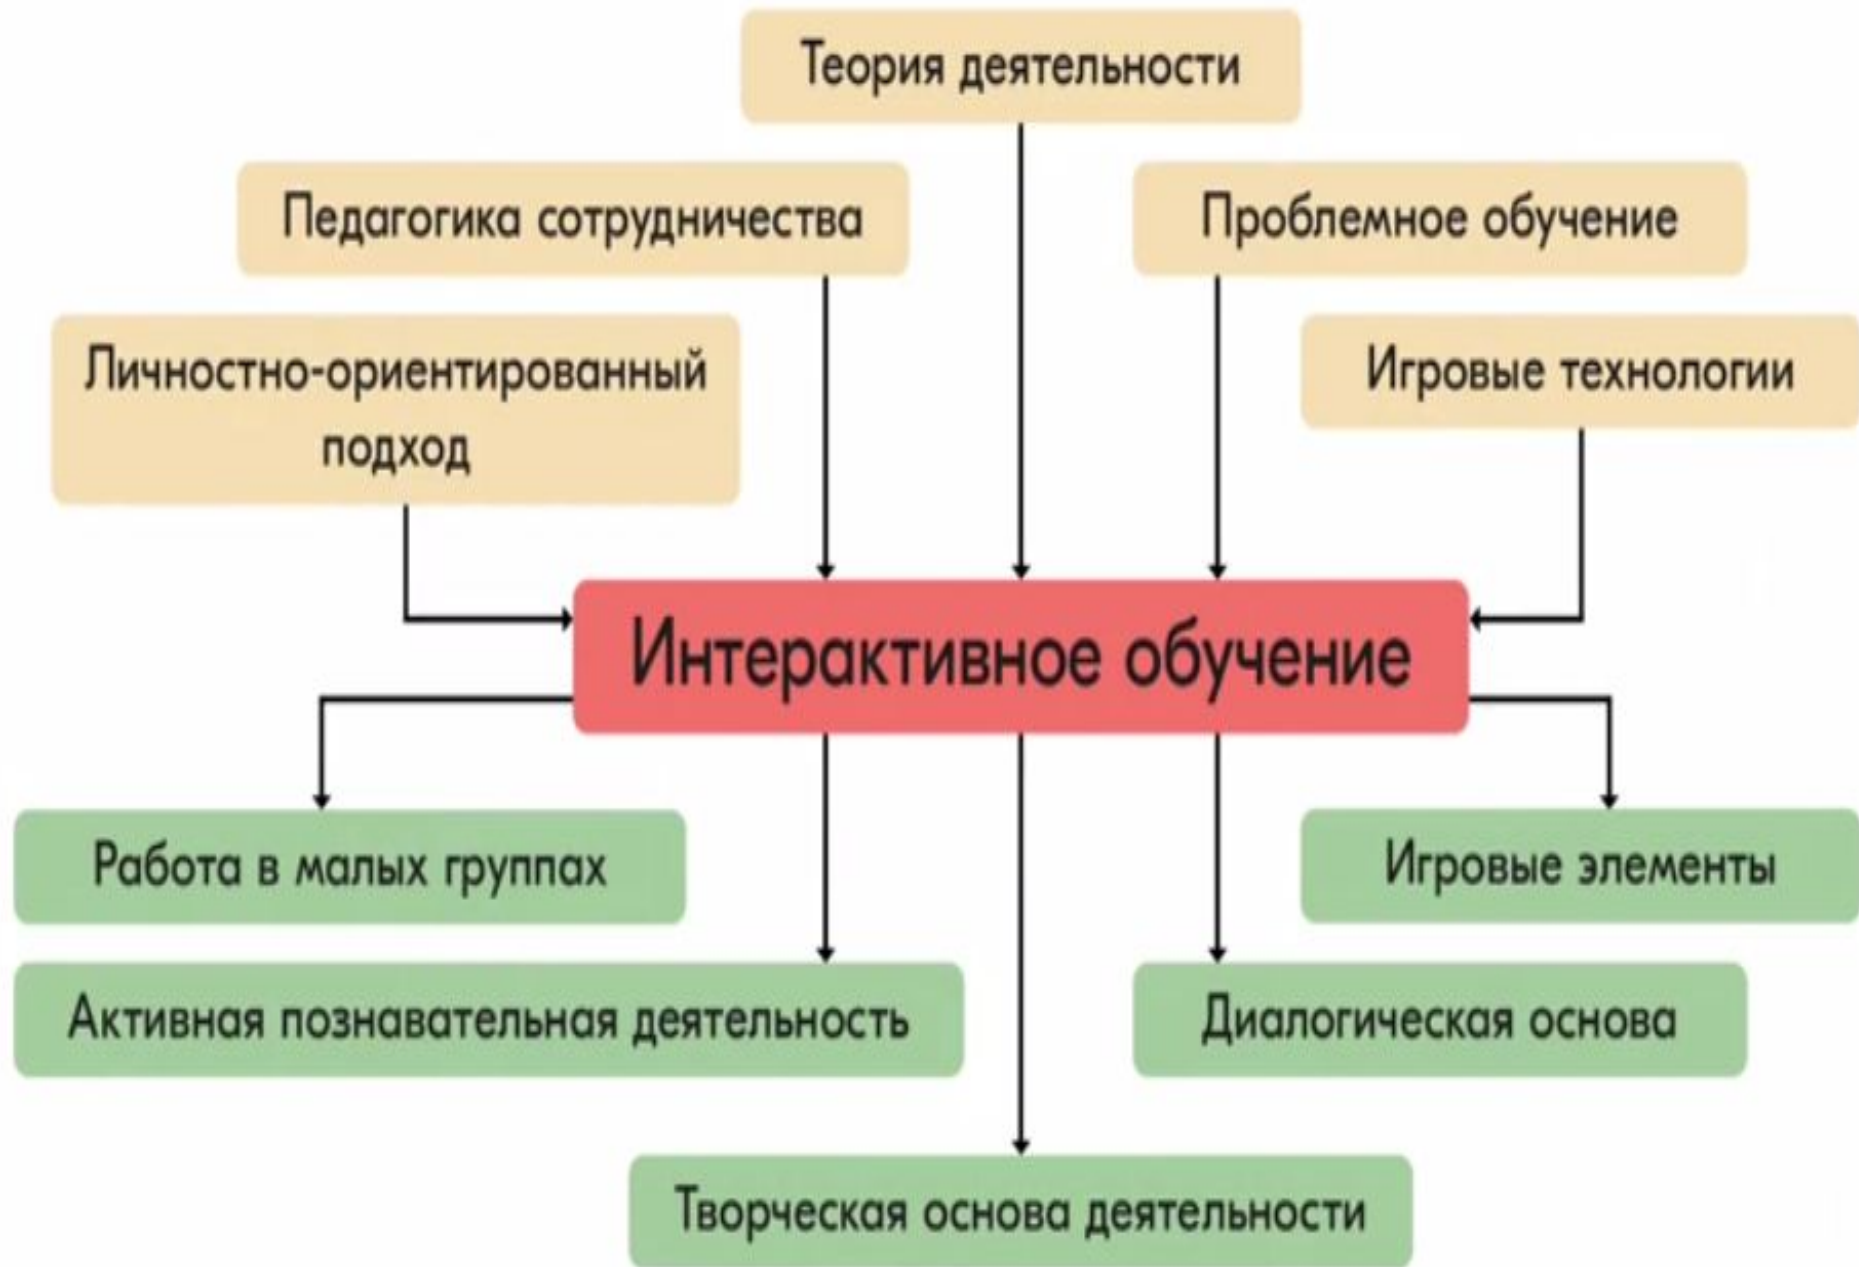 Теория деятельности
Педагогика сотрудничества
Проблемное обучение
Личностно-ориентированный
подход
Игровые технологии
Интерактивное обучение
Работа в малых группах
Игровые элементы
Активная познавательная деятельность
Диалогическая основа
Творческая основа деятельности